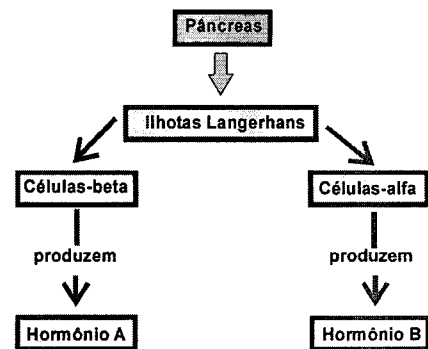 Pâncreas
Ilhotas Langerhans
Células-beta
Células-alfa
produzem
produzem
Hormônio A
Hormônio B